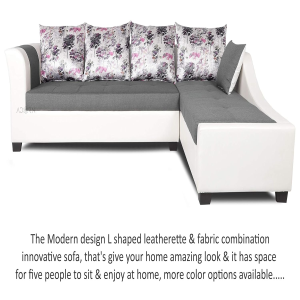 The Modern design L shaped leatherette & fabric combination
innovative sofa, that's give your home amazing look & it has space
for five people to sit & enjoy at home, more color options available.....